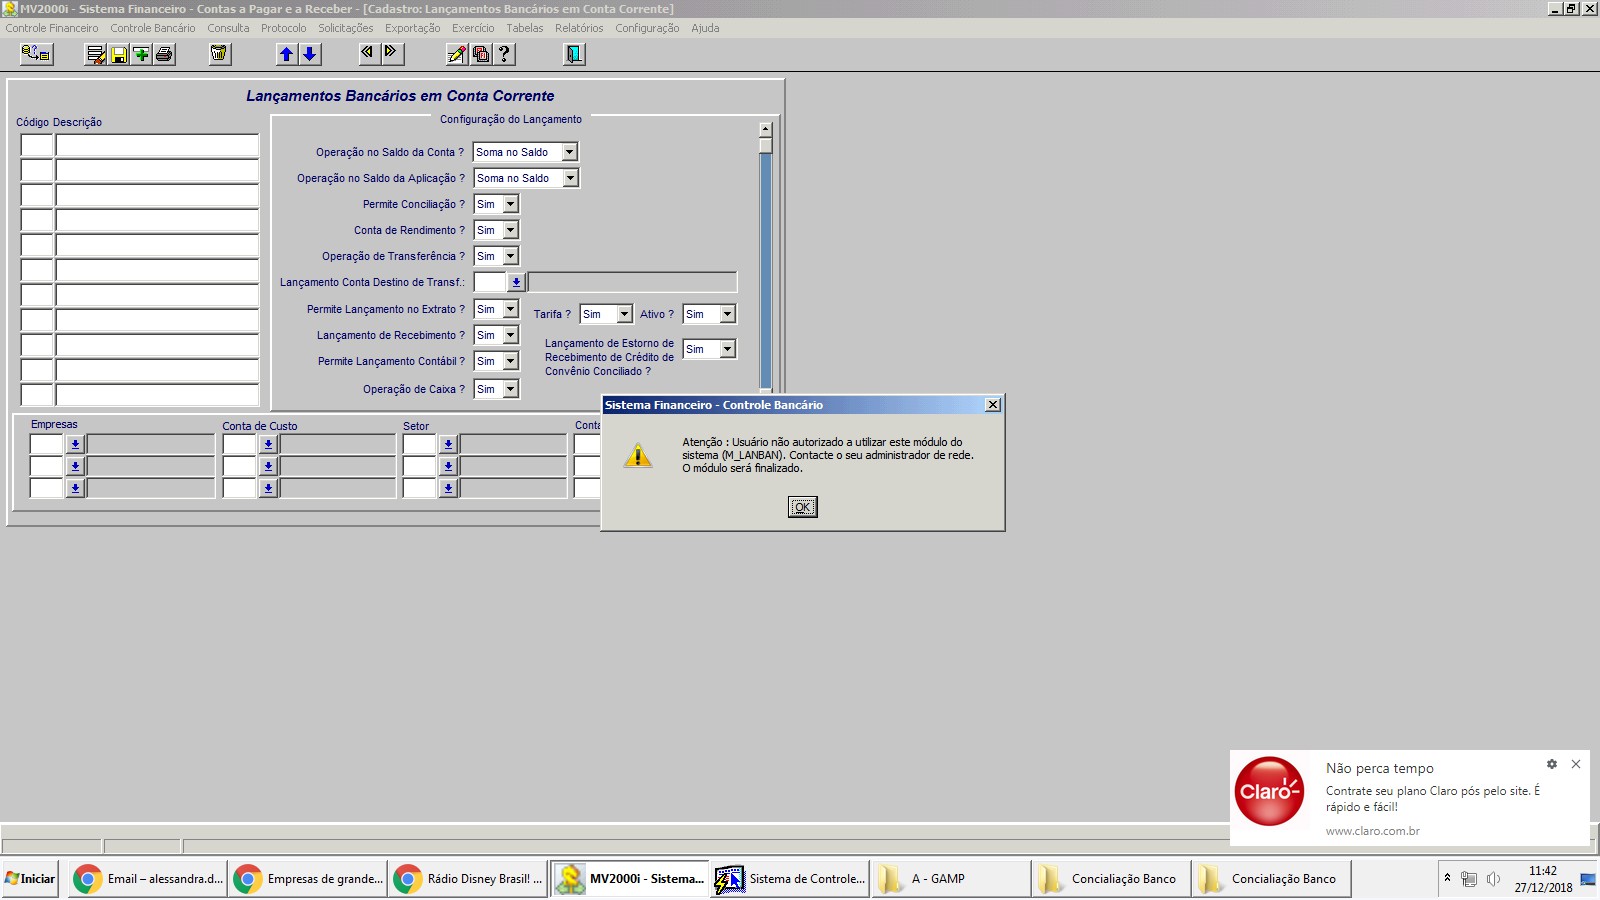 MV2000i - Sistema Financeiro - Contas a Pagar e a Receber - [Cadastro: Lançamentos Bancários em Conta Corrente]
Controle Financeiro Controle Bancário Consulta Protocolo Solicitações Exportação Exercício Tabelas Relatórios Configuração Ajuda
Lançamentos Bancários em Conta Corrente
Código Descrição
Configuração do Lançamento
Operação no Saldo da Conta ? Soma no Saldo
Operação no Saldo da Aplicação ? Soma no Saldo
Permite Conciliação ? Sim
Conta de Rendimento ? Sim
Operação de Transferência ? Sim
Lançamento Conta Destino de Transf.:
Permite Lançamento no Extrato ? Sim Tarifa ? Sim Ativo ? Sim
Lançamento de Recebimento ? Sim
Lançamento de Estorno de
Recebimento de Crédito de
Convênio Conciliado ? Sim
Permite Lançamento Contábil ? Sim
Operação de Caixa ? Sim
Empresas Conta de Custo Setor Conta
Sistema Financeiro - Controle Bancário
Atenção : Usuário não autorizado a utilizar este módulo do
sistema (M_LANBAN). Contacte o seu administrador de rede.
O módulo será finalizado.
OK
Claro
Não perca tempo
Contrate seu plano Claro pós pelo site. É
rápido e fácil!
www.claro.com.br
Iniciar Email – alessandra.d... Empresas de grande... Rádio Disney Brasil! ... MV2000i - Sistema... Sistema de Controle... A - GAMP Concialiação Banco Concialiação Banco
11:42
27/12/2018